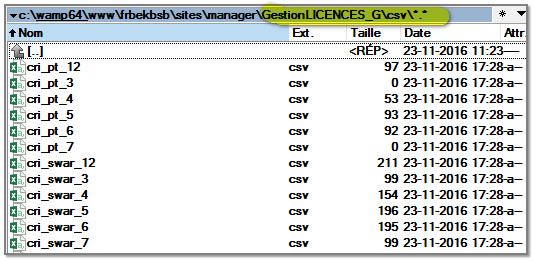 c:\wamp64\www\frbekbsb\sites\manager\GestionLICENCES_G\csv\*.* *
Nom Ext. Taille Date Attr.
[..] <RÉP> 23-11-2016 11:23 ----
cri_pt_12 csv 97 23-11-2016 17:28 -a--
cri_pt_3 csv 0 23-11-2016 17:28 -a--
cri_pt_4 csv 53 23-11-2016 17:28 -a--
cri_pt_5 csv 93 23-11-2016 17:28 -a--
cri_pt_6 csv 92 23-11-2016 17:28 -a--
cri_pt_7 csv 0 23-11-2016 17:28 -a--
cri_swar_12 csv 211 23-11-2016 17:28 -a--
cri_swar_3 csv 99 23-11-2016 17:28 -a--
cri_swar_4 csv 154 23-11-2016 17:28 -a--
cri_swar_5 csv 196 23-11-2016 17:28 -a--
cri_swar_6 csv 195 23-11-2016 17:28 -a--
cri_swar_7 csv 99 23-11-2016 17:28 -a--